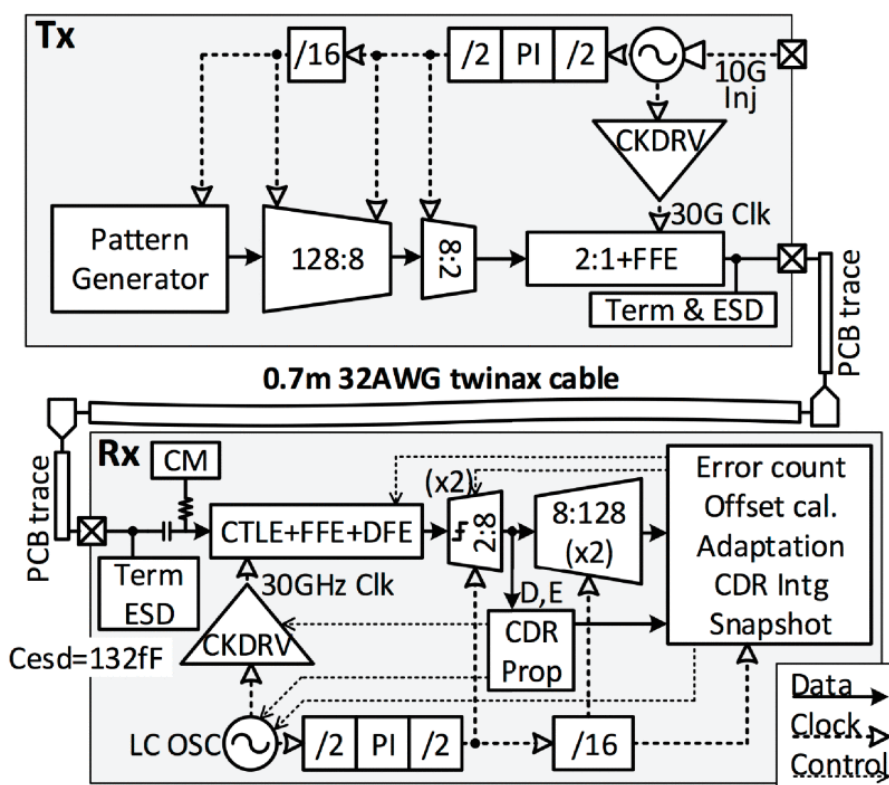 Tx
/16
/2
PI
/2
10G
Inj
CKDRV
30G Clk
Pattern
Generator
128:8
8:2
2:1+FFE
Term & ESD
PCB trace
0.7m 32AWG twinax cable
Rx
CM
PCB trace
CTLE+FFE+DFE
(x2)
2:8
8:128
(x2)
Error count
Offset cal.
Adaptation
CDR Intg
Snapshot
Term
ESD
30GHz Clk
D,E
CDR
Prop
CKDRV
Cesd=132fF
LC OSC
/2
PI
/2
/16
Data
Clock
Control